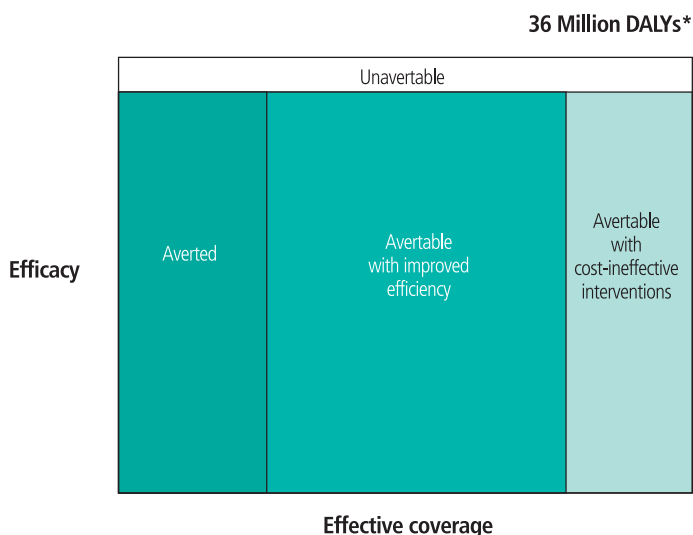 36 Million DALYs*
Unavertable
Efficacy
Averted
Avertable
with improved
efficiency
Avertable
with
cost-ineffective
interventions
Effective coverage